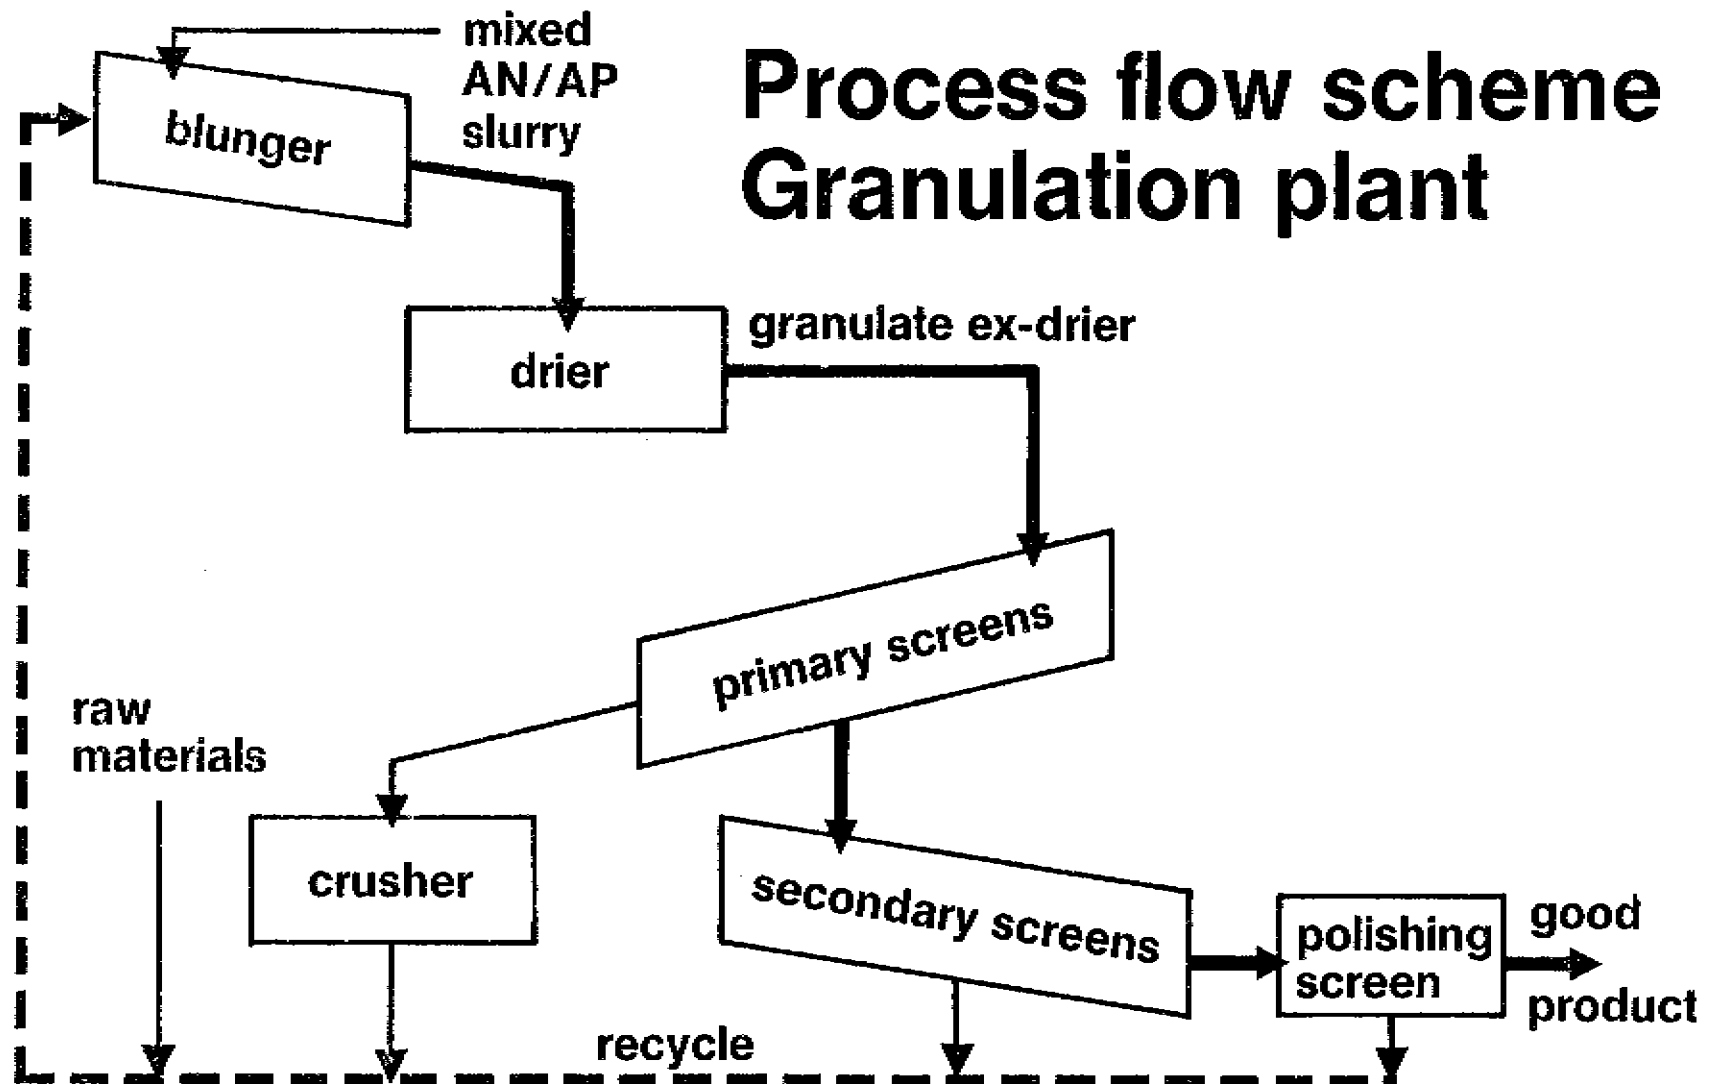 mixed
AN/AP
slurry
Process flow scheme
Granulation plant
blunger
granulate ex-drier
drier
primary screens
raw
materials
crusher
secondary screens
polishing
screen
good
product
recycle